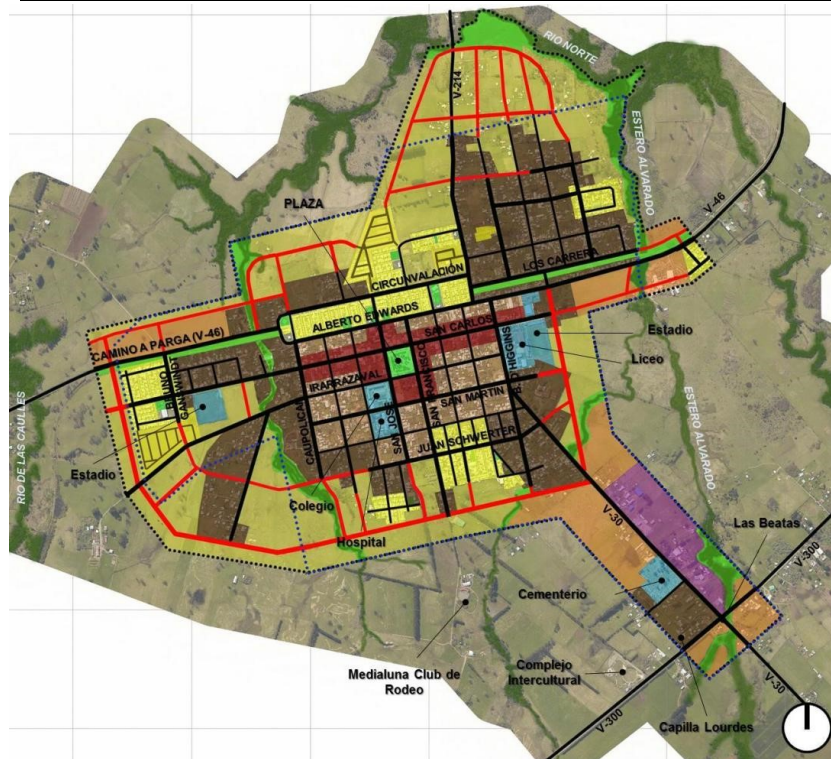 RIO NORTE
V-214
ESTERO ALVARADO
PLAZA
V-46
CIRCUNVALACIÓN
LOS CARRERA
ALBERTO EDWARDS
SAN CARLOS
CAMINO A PARGA (V-46)
Estadio
Liceo
BRUNO
GANTWINDT
IRARRAZAVAL
SAN FRANCISCO
O'HIGGINS
SAN MARTIN
CAUPOLICAN
SAN JOSE
JUAN SCHWERTER
RIO DE LAS CAULLES
Estadio
ESTERO ALVARADO
Colegio
Hospital
V-30
Las Beatas
V-300
Cementerio
Medialuna Club de
Rodeo
Complejo
Intercultural
V-300
V-30
Capilla Lourdes